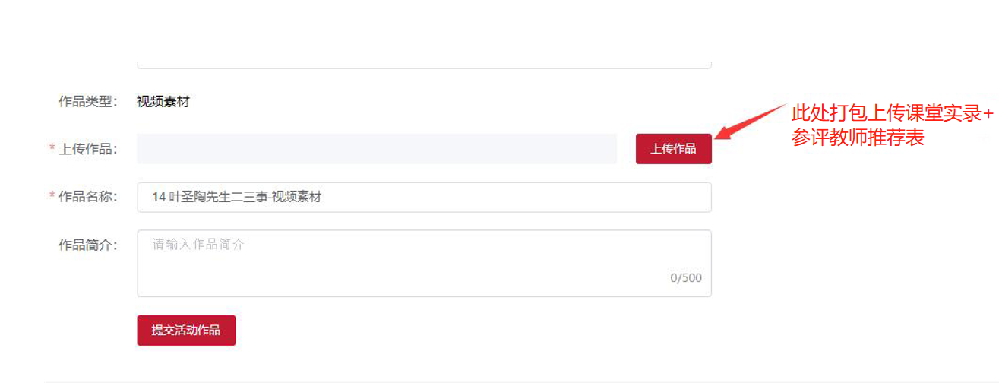 作品类型： 视频素材
此处打包上传课堂实录+
参评教师推荐表
* 上传作品： 上传作品
* 作品名称： 14 叶圣陶先生二三事-视频素材
作品简介： 请输入作品简介
0/500
提交活动作品